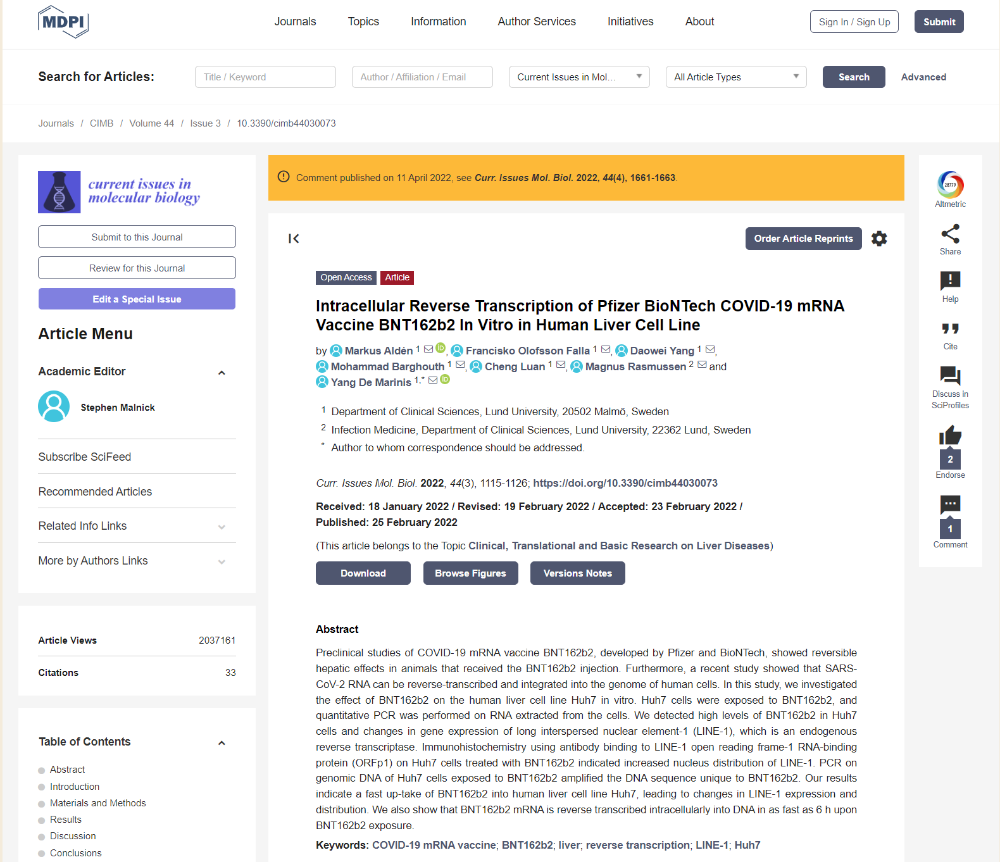 MDPI
Journals Topics Information Author Services Initiatives About
Sign In / Sign Up Submit
Search for Articles: Title / Keyword Author / Affiliation / Email Current Issues in Mol... All Article Types Search Advanced
Journals / CIMB / Volume 44 / Issue 3 / 10.3390/cimb44030073
current issues in
molecular biology
Submit to this Journal
Review for this Journal
Edit a Special Issue
Article Menu
Academic Editor
Stephen Malnick
Subscribe SciFeed
Recommended Articles
Related Info Links
More by Authors Links
Article Views 2037161
Citations 33
Table of Contents
Abstract
Introduction
Materials and Methods
Results
Discussion
Conclusions
Comment published on 11 April 2022, see Curr. Issues Mol. Biol. 2022, 44(4), 1661-1663.
Order Article Reprints
Open Access Article
Intracellular Reverse Transcription of Pfizer BioNTech COVID-19 mRNA
Vaccine BNT162b2 In Vitro in Human Liver Cell Line
by Markus Aldén 1 iD, Francisko Olofsson Falla 1, Daowei Yang 1,
Mohammad Barghouth 1, Cheng Luan 1, Magnus Rasmussen 2 and
Yang De Marinis 1,* iD
1 Department of Clinical Sciences, Lund University, 20502 Malmö, Sweden
2 Infection Medicine, Department of Clinical Sciences, Lund University, 22362 Lund, Sweden
* Author to whom correspondence should be addressed.
Curr. Issues Mol. Biol. 2022, 44(3), 1115-1126; https://doi.org/10.3390/cimb44030073
Received: 18 January 2022 / Revised: 19 February 2022 / Accepted: 23 February 2022 /
Published: 25 February 2022
(This article belongs to the Topic Clinical, Translational and Basic Research on Liver Diseases)
Download Browse Figures Versions Notes
Abstract
Preclinical studies of COVID-19 mRNA vaccine BNT162b2, developed by Pfizer and BioNTech, showed reversible
hepatic effects in animals that received the BNT162b2 injection. Furthermore, a recent study showed that SARS-
CoV-2 RNA can be reverse-transcribed and integrated into the genome of human cells. In this study, we investigated
the effect of BNT162b2 on the human liver cell line Huh7 in vitro. Huh7 cells were exposed to BNT162b2, and
quantitative PCR was performed on RNA extracted from the cells. We detected high levels of BNT162b2 in Huh7
cells and changes in gene expression of long interspersed nuclear element-1 (LINE-1), which is an endogenous
reverse transcriptase. Immunohistochemistry using antibody binding to LINE-1 open reading frame-1 RNA-binding
protein (ORFp1) on Huh7 cells treated with BNT162b2 indicated increased nucleus distribution of LINE-1. PCR on
genomic DNA of Huh7 cells exposed to BNT162b2 amplified the DNA sequence unique to BNT162b2. Our results
indicate a fast up-take of BNT162b2 into human liver cell line Huh7, leading to changes in LINE-1 expression and
distribution. We also show that BNT162b2 mRNA is reverse transcribed intracellularly into DNA in as fast as 6 h upon
BNT162b2 exposure.
Keywords: COVID-19 mRNA vaccine; BNT162b2; liver; reverse transcription; LINE-1; Huh7
28779
Altmetric
Share
Help
Cite
Discuss in
SciProfiles
2
Endorse
1
Comment